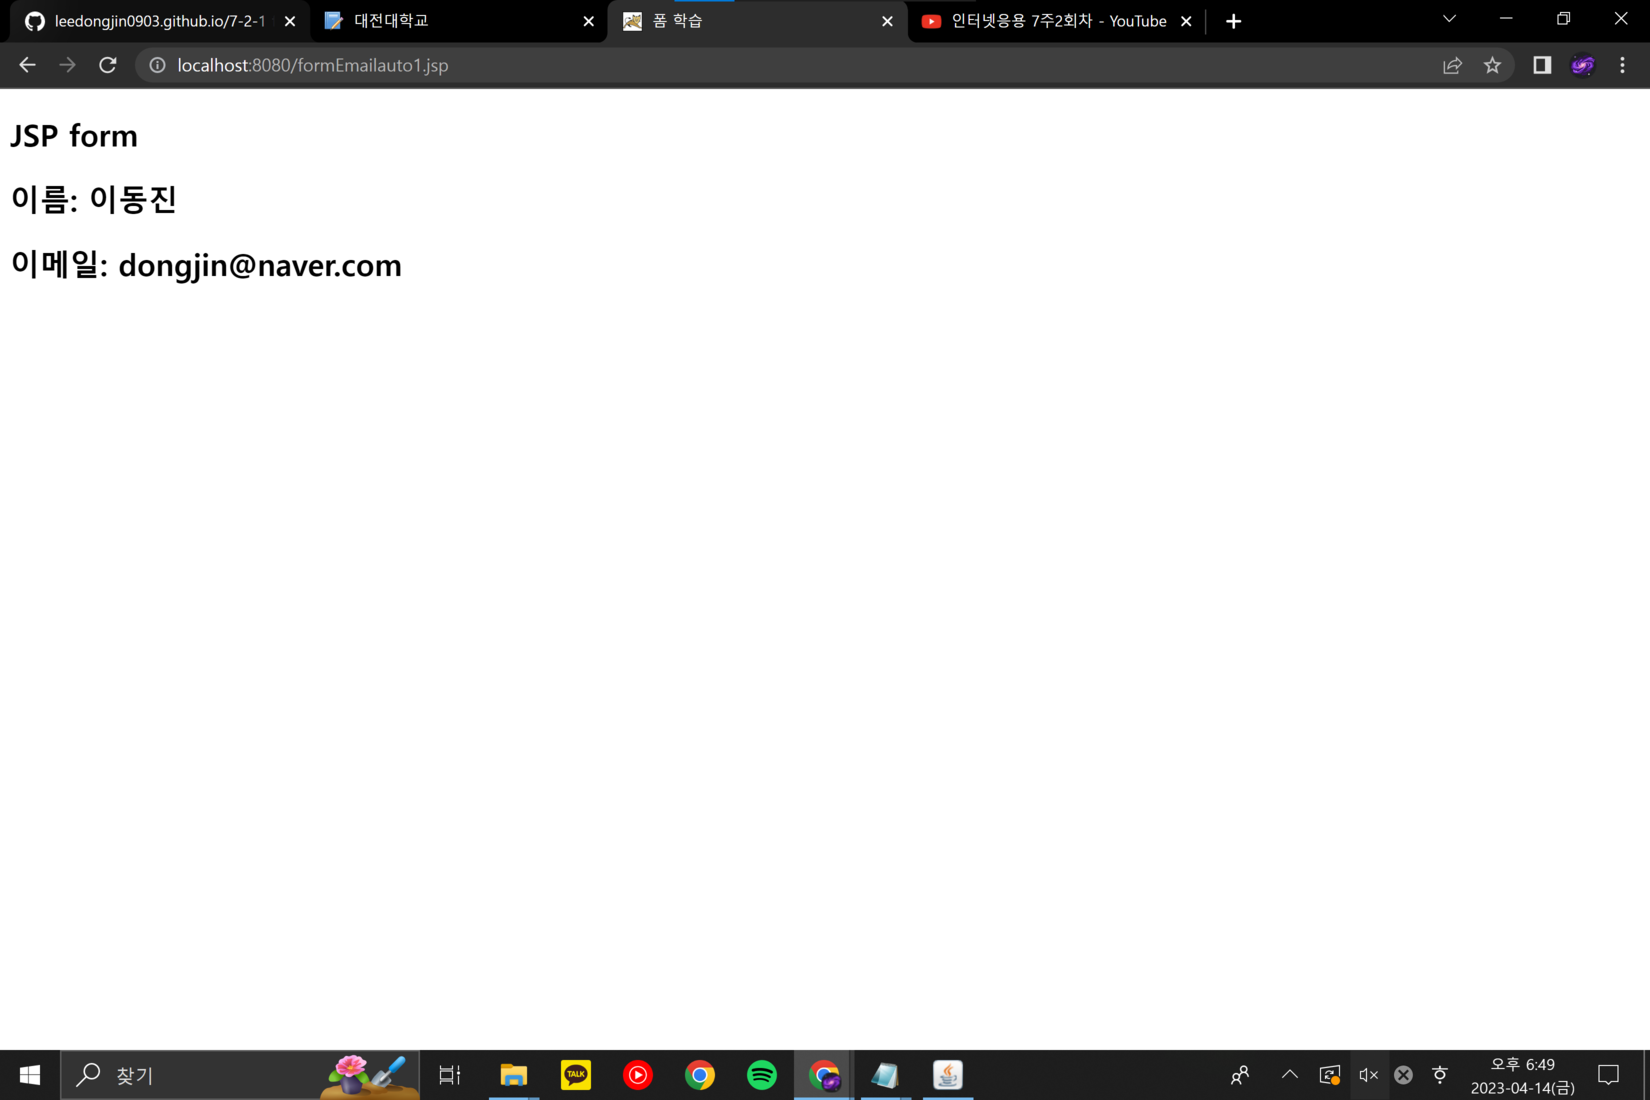 leedongjin0903.github.io/7-2-1
대전대학교
폼 학습
인터넷응용 7주2회차 - YouTube
localhost:8080/formEmailauto1.jsp
JSP form
이름: 이동진
이메일: dongjin@naver.com
찾기
TALK
오후 6:49
2023-04-14(금)